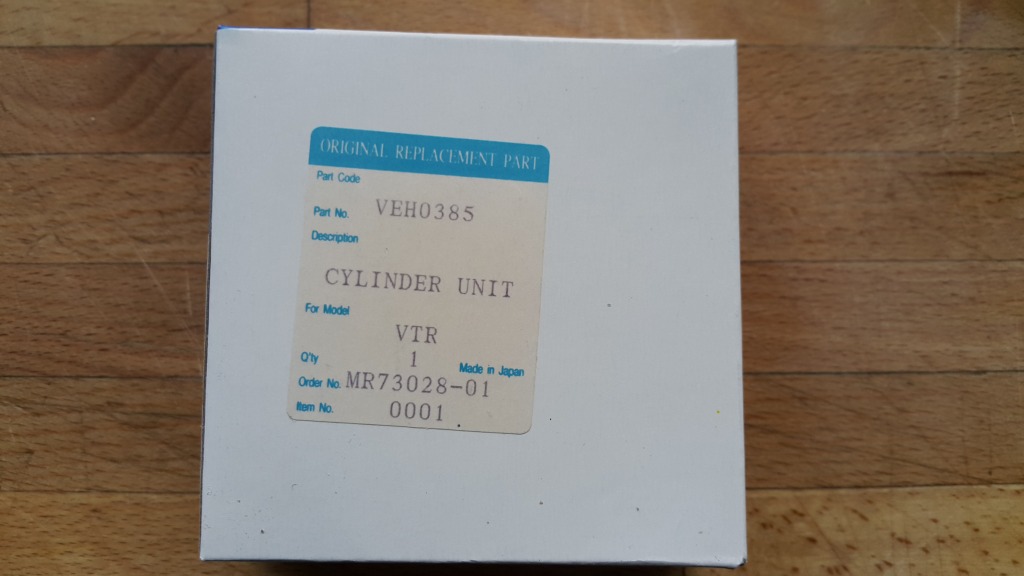 ORIGINAL REPLACEMENT PART
Part Code
Part No. VEH0385
Description
CYLINDER UNIT
For Model
VTR
Q'ty 1 Made in Japan
Order No. MR73028-01
Item No. 0001